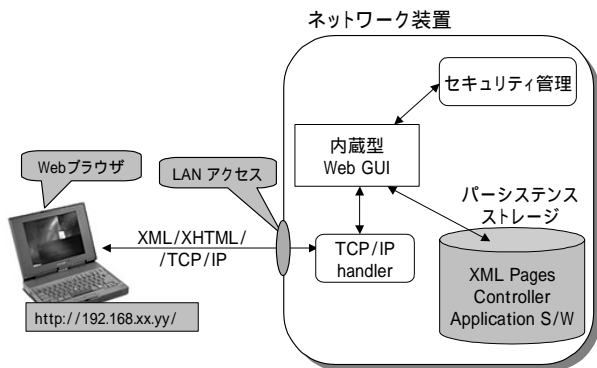 ネットワーク装置
セキュリティ管理
内蔵型
Web GUI
Webブラウザ
LAN アクセス
パーシステンス
ストレージ
XML/XHTML/
/TCP/IP
TCP/IP
handler
XML Pages
Controller
Application S/W
http://192.168.xx.yy/